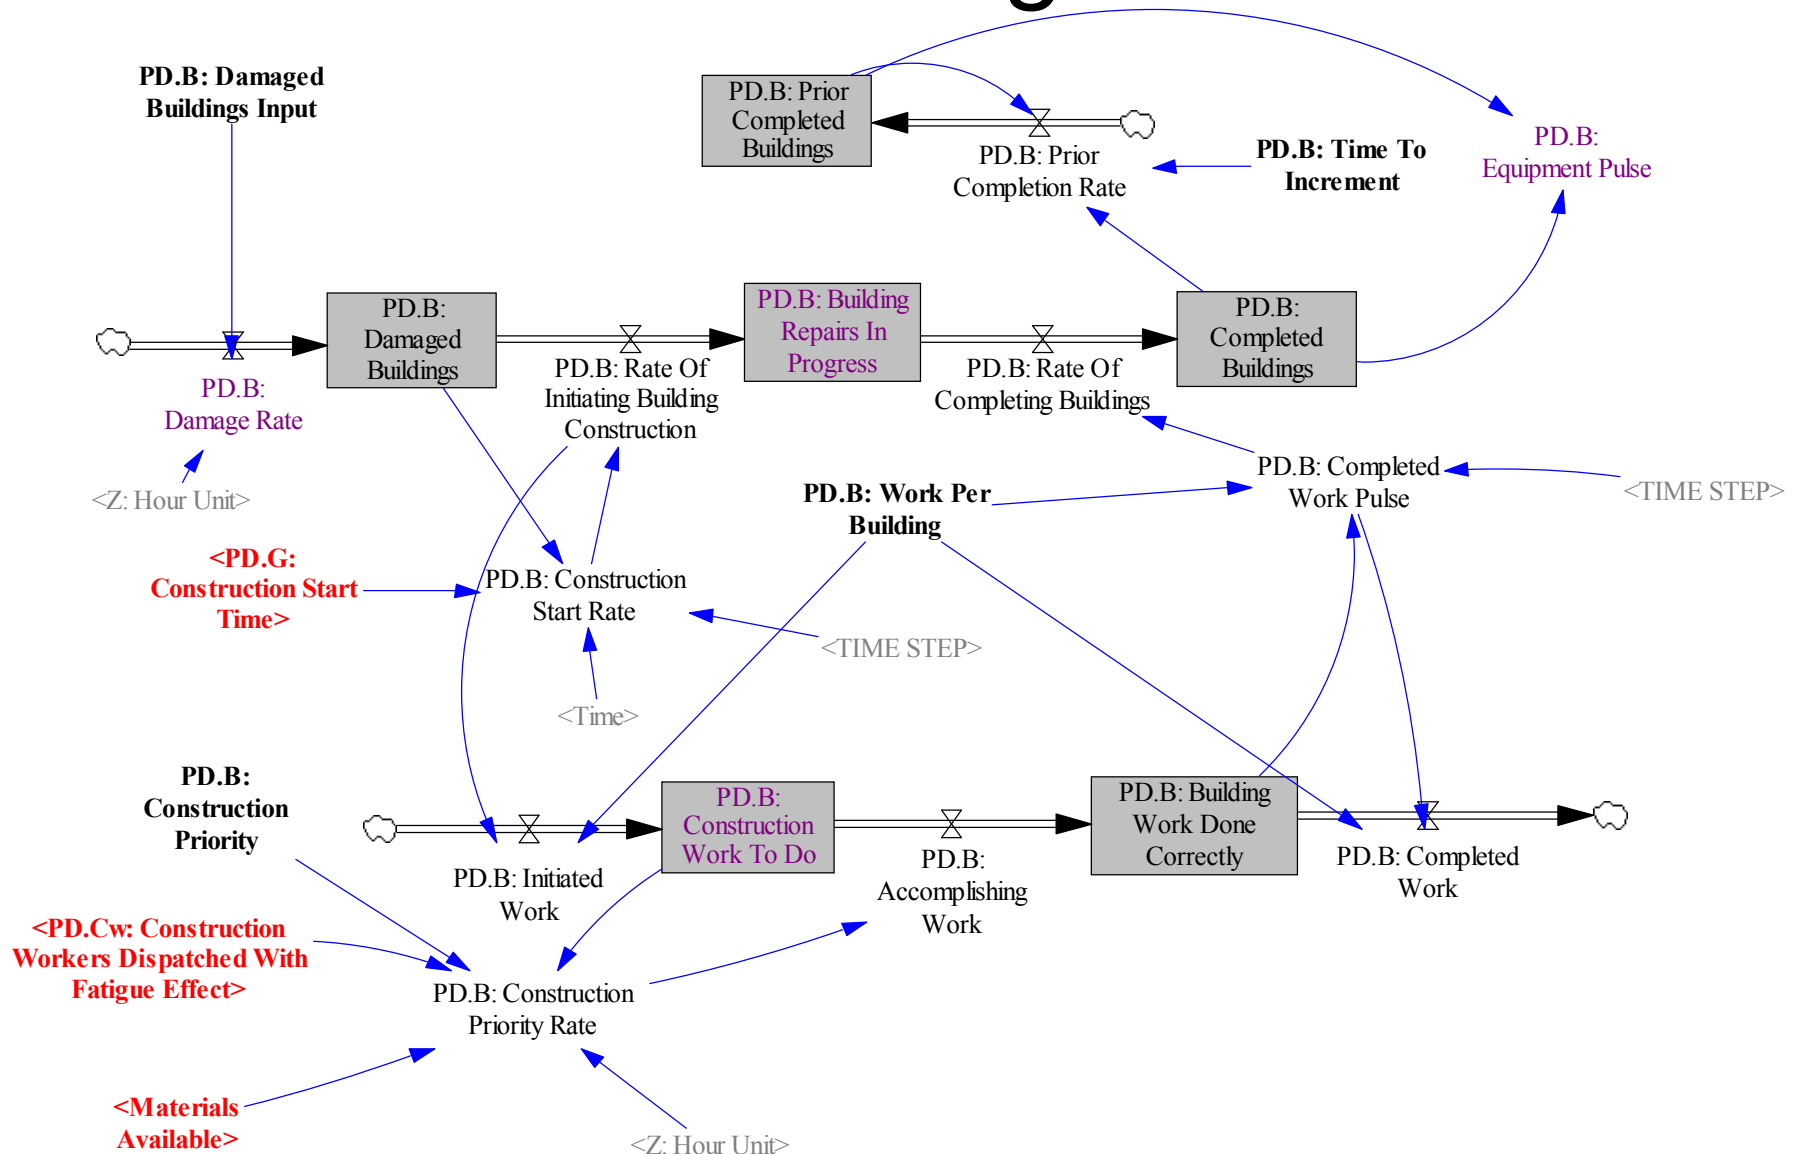 g
PD.B: Damaged
Buildings Input
PD.B: Prior
Completed
Buildings
PD.B: Prior
Completion Rate
PD.B: Time To
Increment
PD.B:
Equipment Pulse
PD.B:
Damaged
Buildings
PD.B: Building
Repairs In
Progress
PD.B:
Completed
Buildings
PD.B:
Damage Rate
PD.B: Rate Of
Initiating Building
Construction
PD.B: Rate Of
Completing Buildings
<Z: Hour Unit>
PD.B: Work Per
Building
PD.B: Completed
Work Pulse
<TIME STEP>
<PD.G:
Construction Start
Time>
PD.B: Construction
Start Rate
<TIME STEP>
<Time>
PD.B:
Construction
Priority
PD.B:
Construction
Work To Do
PD.B: Building
Work Done
Correctly
PD.B: Initiated
Work
PD.B:
Accomplishing
Work
PD.B: Completed
Work
<PD.Cw: Construction
Workers Dispatched With
Fatigue Effect>
PD.B: Construction
Priority Rate
<Materials
Available>
<Z: Hour Unit>